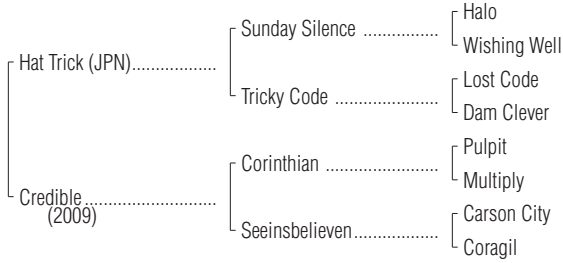 Halo
Sunday Silence ................
Wishing Well
Hat Trick (JPN)..................
Lost Code
Tricky Code ......................
Dam Clever
Pulpit
Corinthian ........................
Multiply
Credible ............................
(2009)
Carson City
Seeinsbelieven..................
Coragil